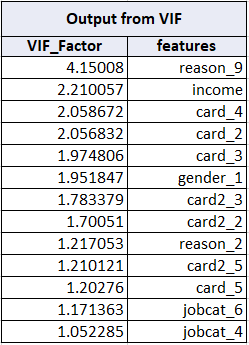 Output from VIF
VIF_Factor features
4.15008 reason_9
2.210057 income
2.058672 card_4
2.056832 card_2
1.974806 card_3
1.951847 gender_1
1.783379 card2_3
1.70051 card2_2
1.217053 reason_2
1.210121 card2_5
1.20276 card_5
1.171363 jobcat_6
1.052285 jobcat_4